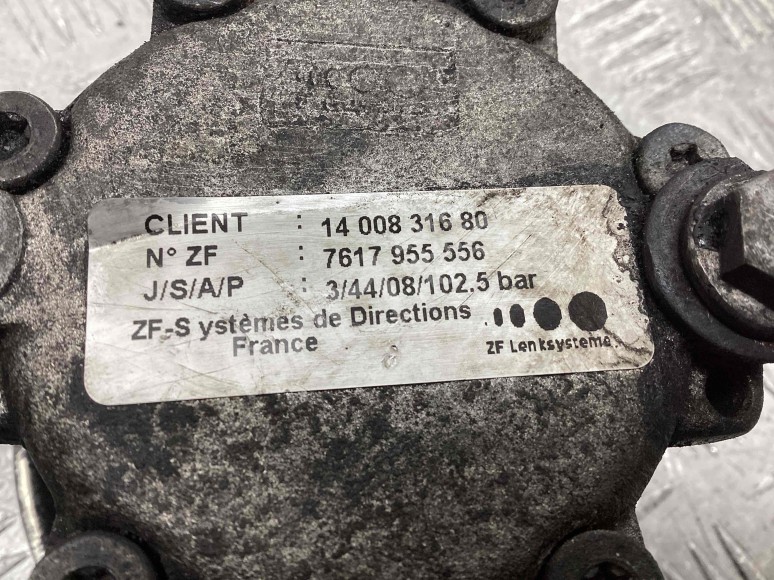 CLIENT : 14 008 316 80
N° ZF : 7617 955 556
J/S/A/P : 3/44/08/102.5 bar
ZF-S ystèmes de Directions
France
ZF Lenksysteme